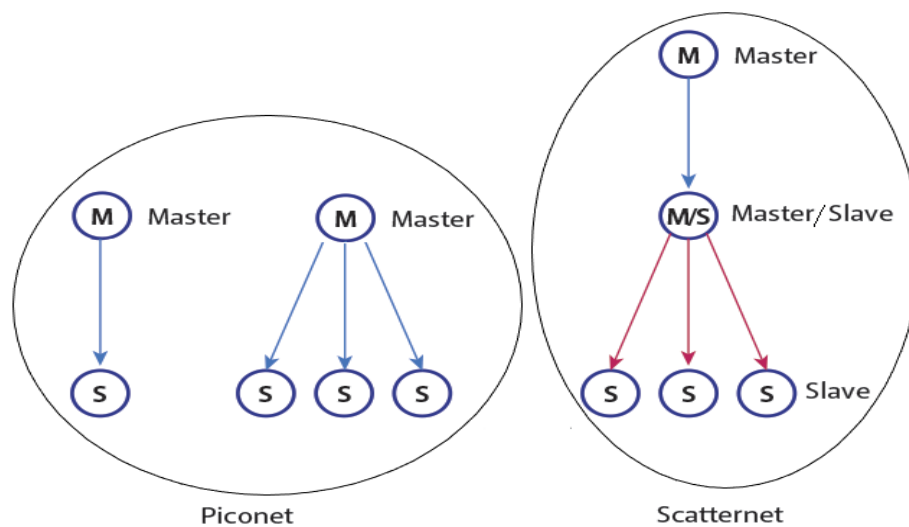 M Master
M Master
M Master
M/S Master/Slave
S
S
S
S
S
S
S Slave
Piconet
Scatternet